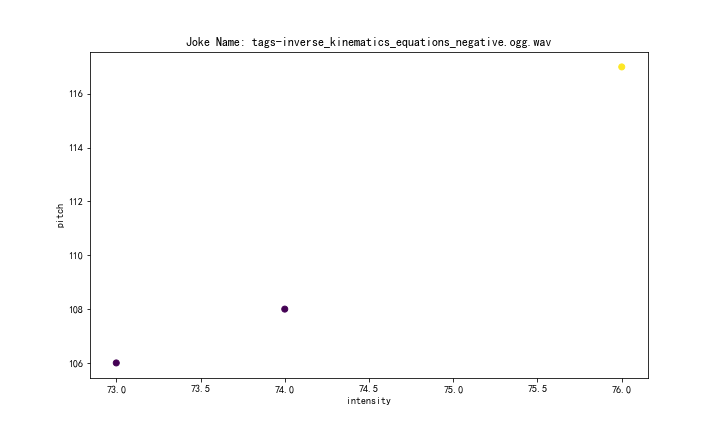 Joke Name: tags-inverse_kinematics_equations_negative.ogg.wav
116
114
112
110
108
106
pitch
73.0 73.5 74.0 74.5 75.0 75.5 76.0
intensity